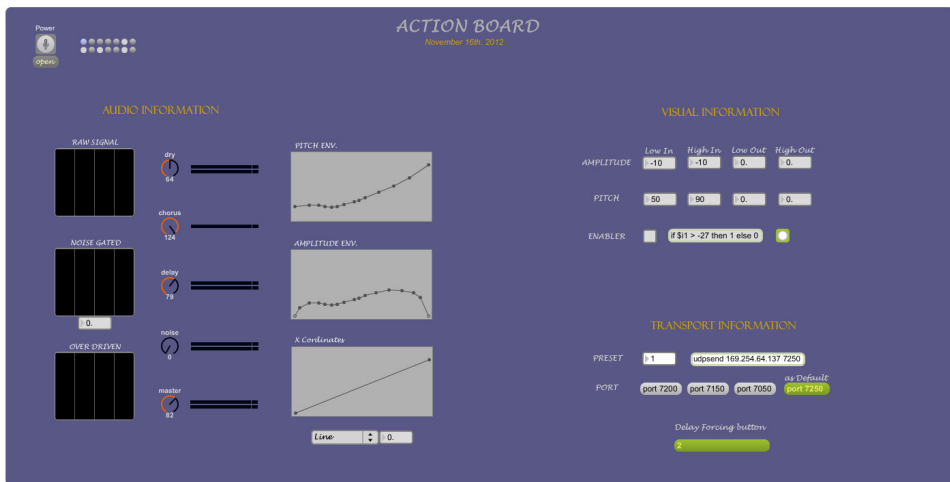 ACTION BOARD
November 16th. 2012
Power
open
AUDIO INFORMATION
RAW SIGNAL
dry
64
chorus
124
NOISE GATED
0.
delay
79
noise
0
OVER DRIVEN
master
82
PITCH ENV.
AMPLITUDE ENV.
X Cordinates
Line 0.
VISUAL INFORMATION
Low In High In Low Out High Out
AMPLITUDE -10 -10 0. 0.
PITCH 50 90 0. 0.
ENABLER if $i1 > -27 then 1 else 0
TRANSPORT INFORMATION
PRESET 1 udpsend 169.254.64.137 7250
as Default
PORT port 7200 port 7150 port 7050 port 7250
Delay Forcing button
2